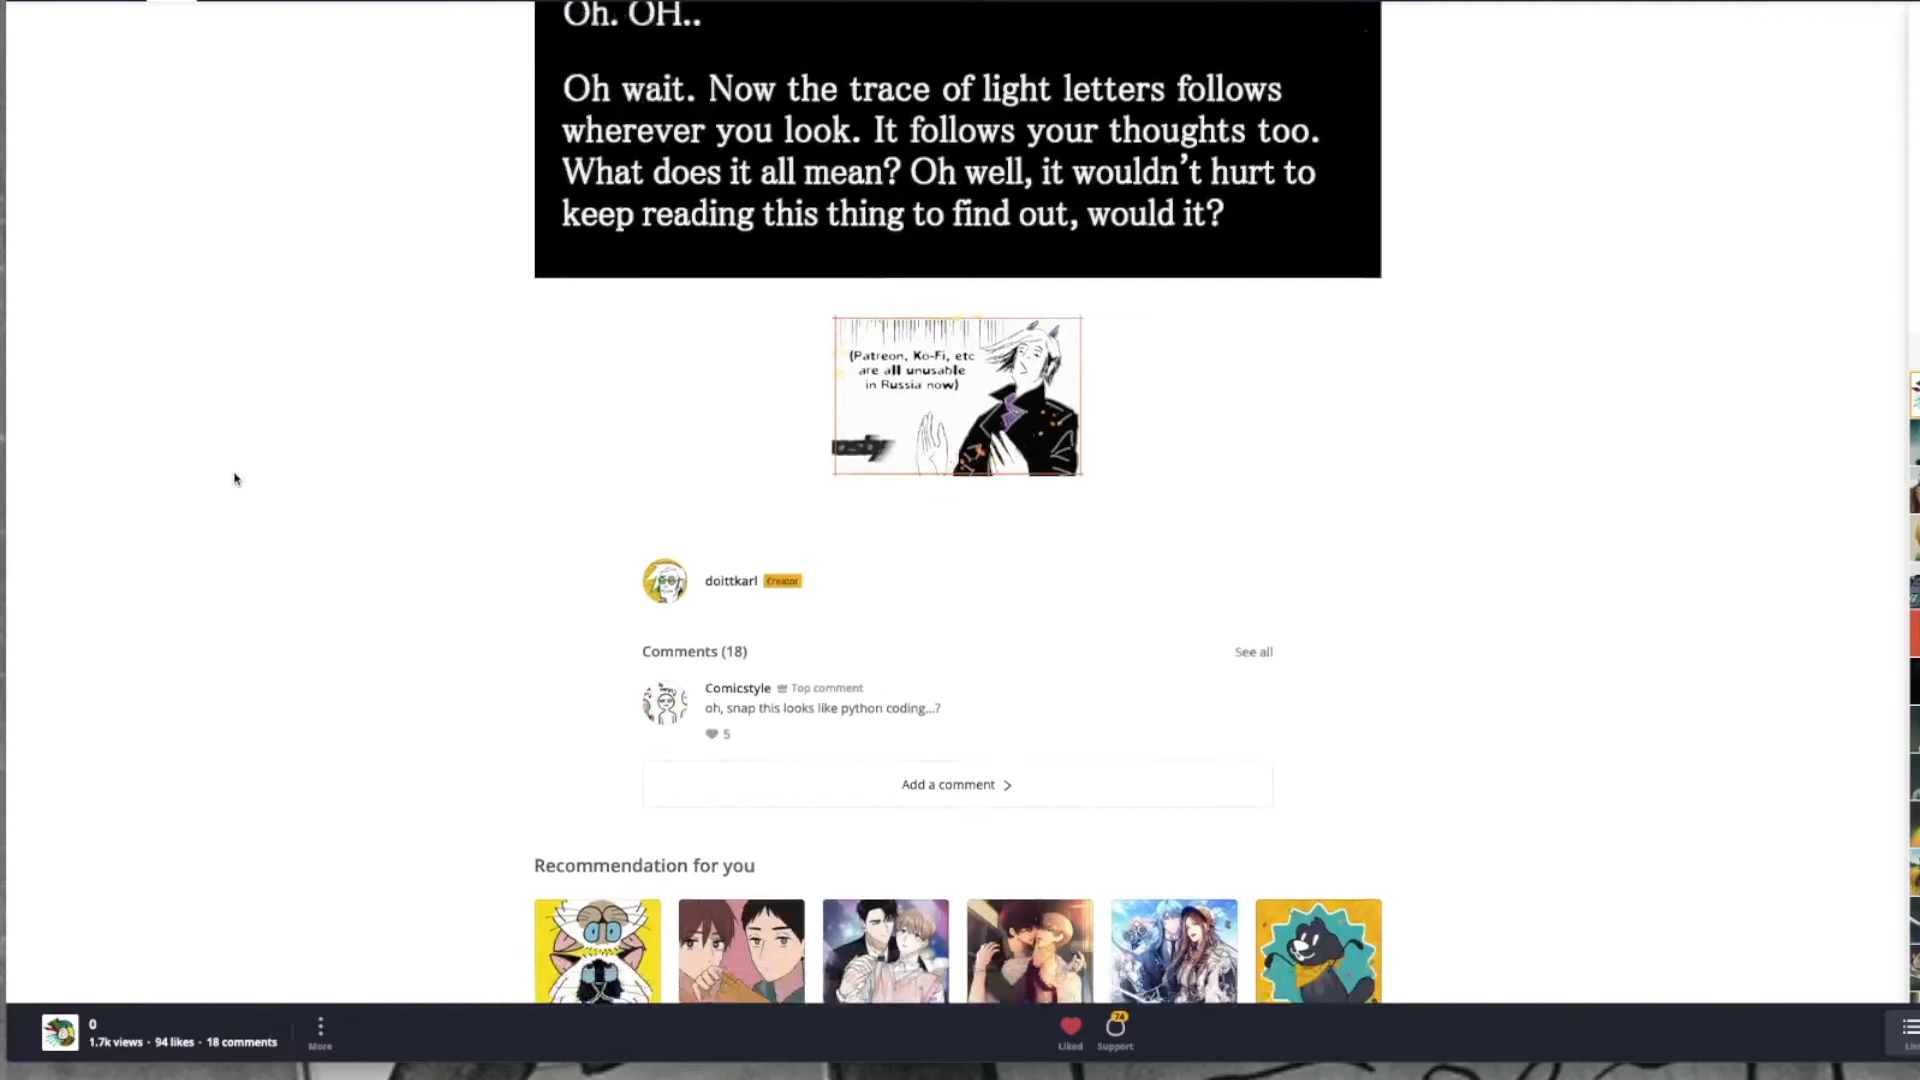 Oh. OH..
Oh wait. Now the trace of light letters follows
wherever you look. It follows your thoughts too.
What does it all mean? Oh well, it wouldn't hurt to
keep reading this thing to find out, would it?
(Patreon, Ko-Fi, etc
are all unusable
in Russia now)
doittkarl Creator
Comments (18) See all
Comicstyle Top comment
oh, snap this looks like python coding...?
5
Add a comment >
Recommendation for you
0
1.7k views · 94 likes · 18 comments
More
Liked
74
Support